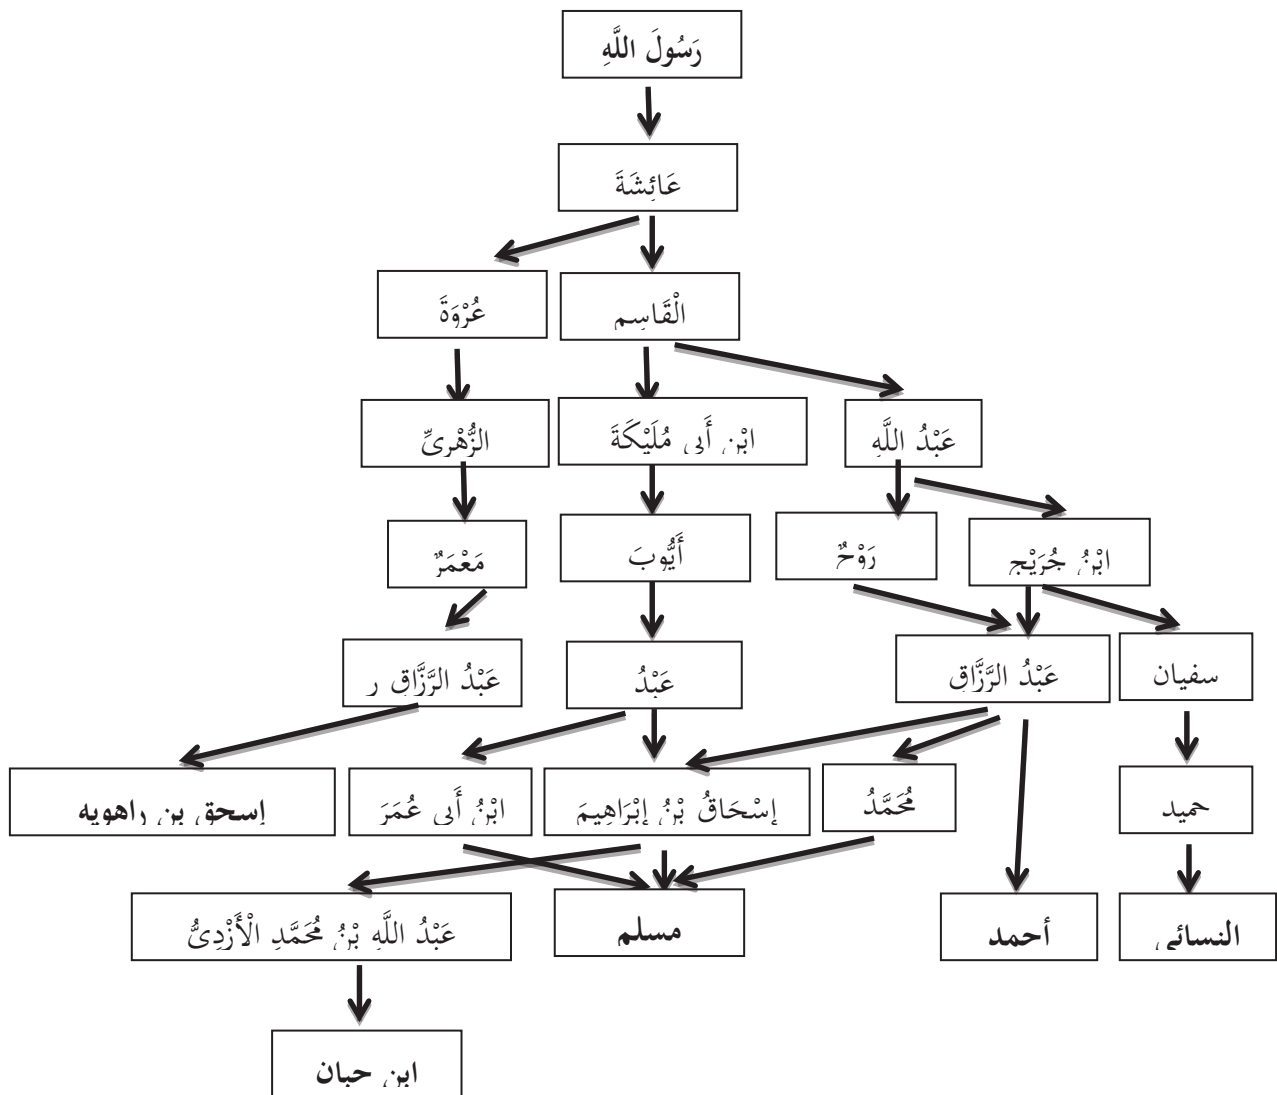 رَسُولَ اللَّهِ
عَائِشَةَ
عُرْوَةَ
الْقَاسِم
الزُّهْرِيِّ
ابْن أَبِي مُلَيْكَةَ
عَبْدُ اللَّهِ
مَعْمَرٌ
أَيُّوبَ
رَوْحٌ
ابْنُ جُرَيْج
عَبْدُ الرَّزَّاق ر
عَبْدُ
عَبْدُ الرَّزَّاق
سفيان
إسحق بن راهويه
ابْنُ أَبِي عُمَرَ
إِسْحَاقُ بْنُ إِبْرَاهِيمَ
مُحَمَّدُ
حميد
عَبْدُ اللَّهِ بْنُ مُحَمَّدِ الْأَزْدِيُّ
مسلم
أحمد
النسائي
ابن حبان